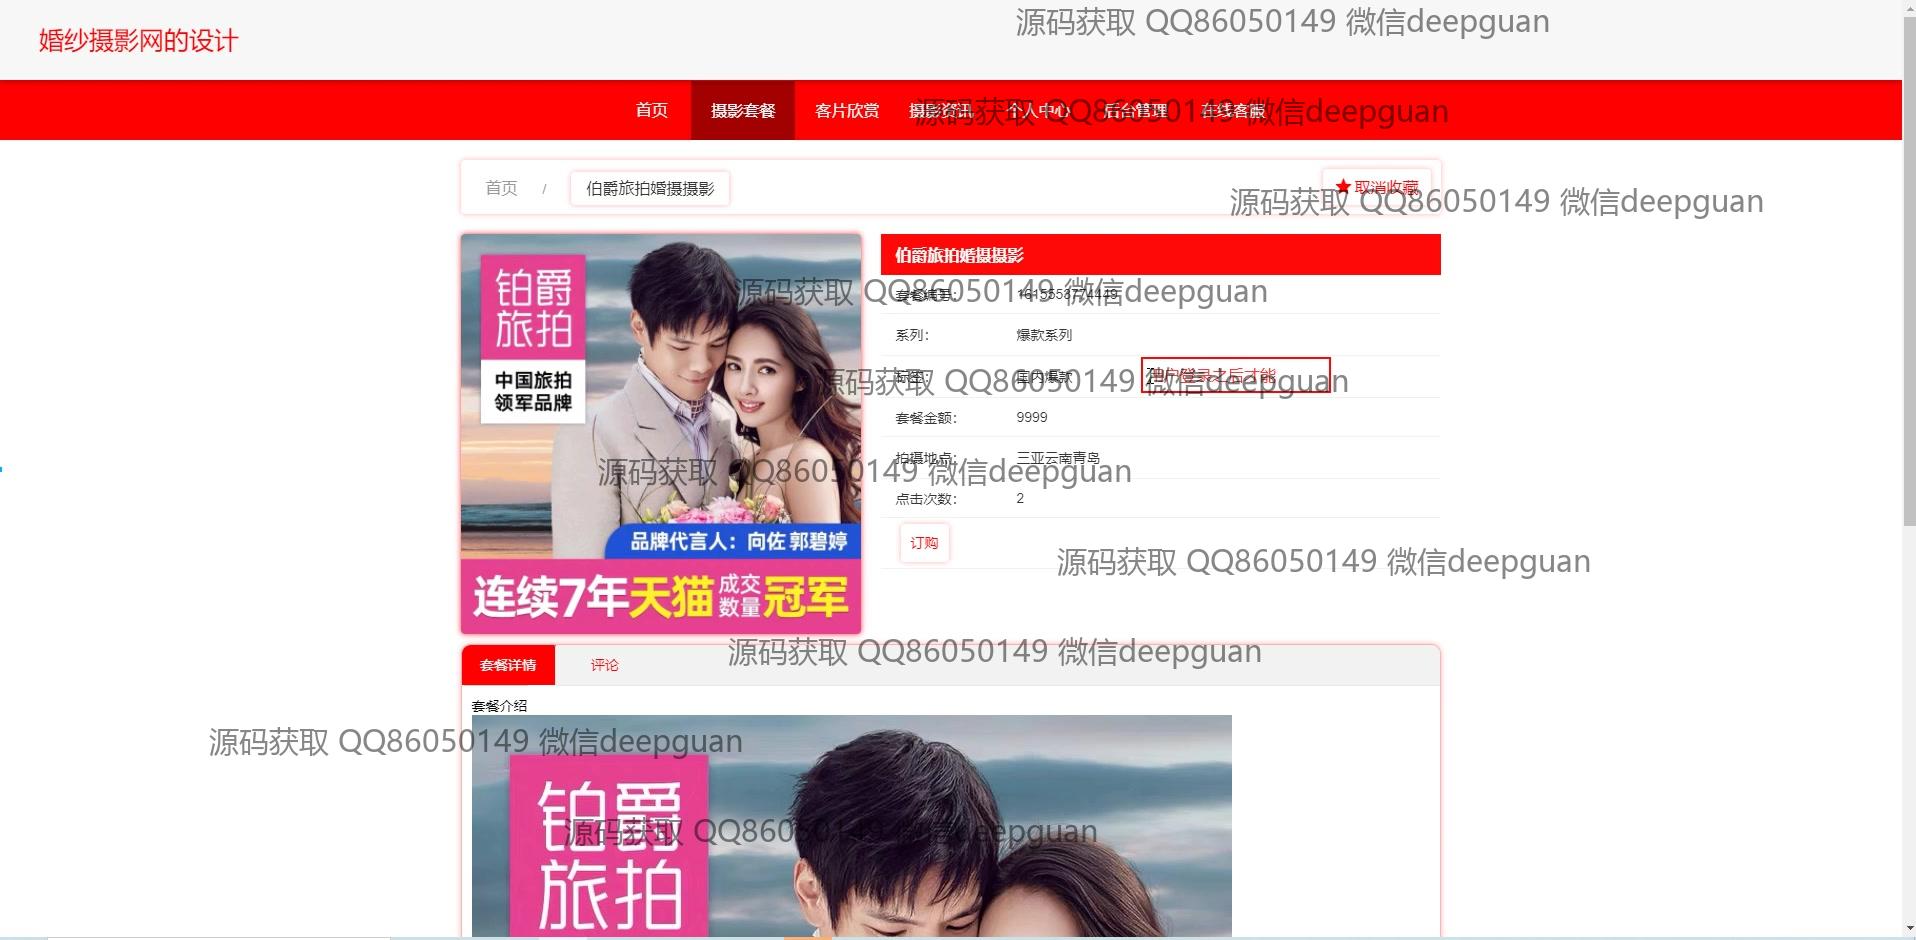 源码获取 QQ86050149 微信deepguan
婚纱摄影网的设计
首页 摄影套餐 客片欣赏 摄影资讯 个人中心 后台管理 在线客服
源码获取 QQ86050149 微信deepguan
首页 / 伯爵旅拍婚摄摄影 ★取消收藏
源码获取 QQ86050149 微信deepguan
铂爵
旅拍
中国旅拍
领军品牌
品牌代言人：向佐 郭碧婷
连续7年天猫成交数量冠军
伯爵旅拍婚摄摄影
套餐编号： 1615553774449
源码获取 QQ86050149 微信deepguan
系列： 爆款系列
标签： 国内爆款
用户登录之后才能
源码获取 QQ86050149 微信deepguan
套餐金额： 9999
拍摄地点： 三亚云南青岛
源码获取 QQ86050149 微信deepguan
点击次数： 2
订购
源码获取 QQ86050149 微信deepguan
套餐详情 评论
源码获取 QQ86050149 微信deepguan
套餐介绍
源码获取 QQ86050149 微信deepguan
铂爵
源码获取 QQ86050149 微信deepguan
旅拍